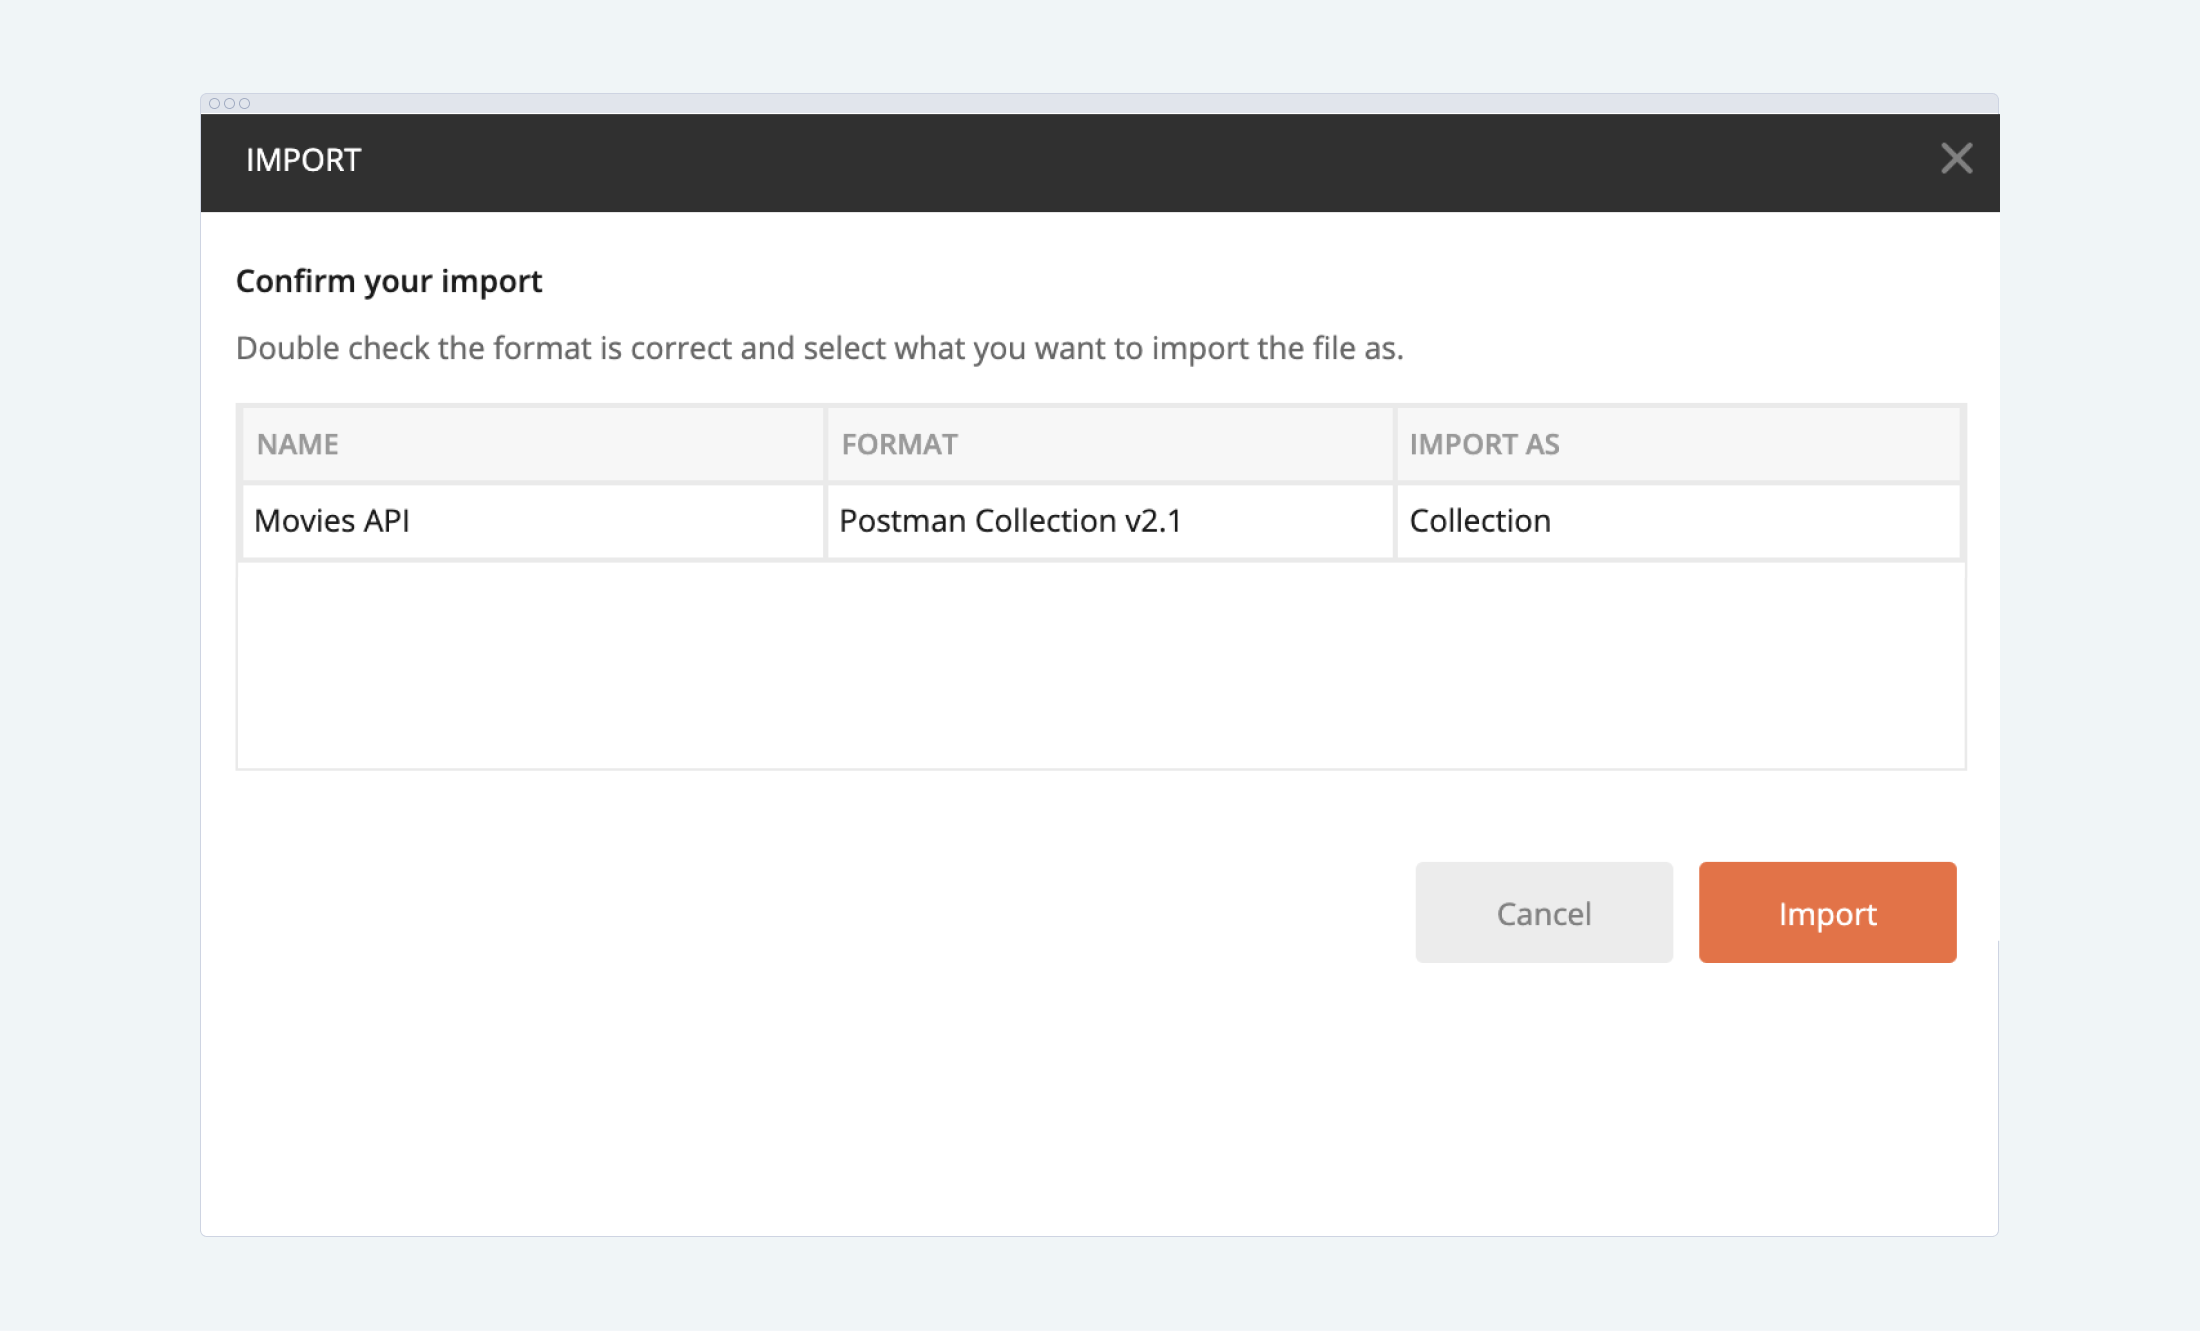 IMPORT
Confirm your import
Double check the format is correct and select what you want to import the file as.
NAME FORMAT IMPORT AS
Movies API Postman Collection v2.1 Collection
Cancel Import